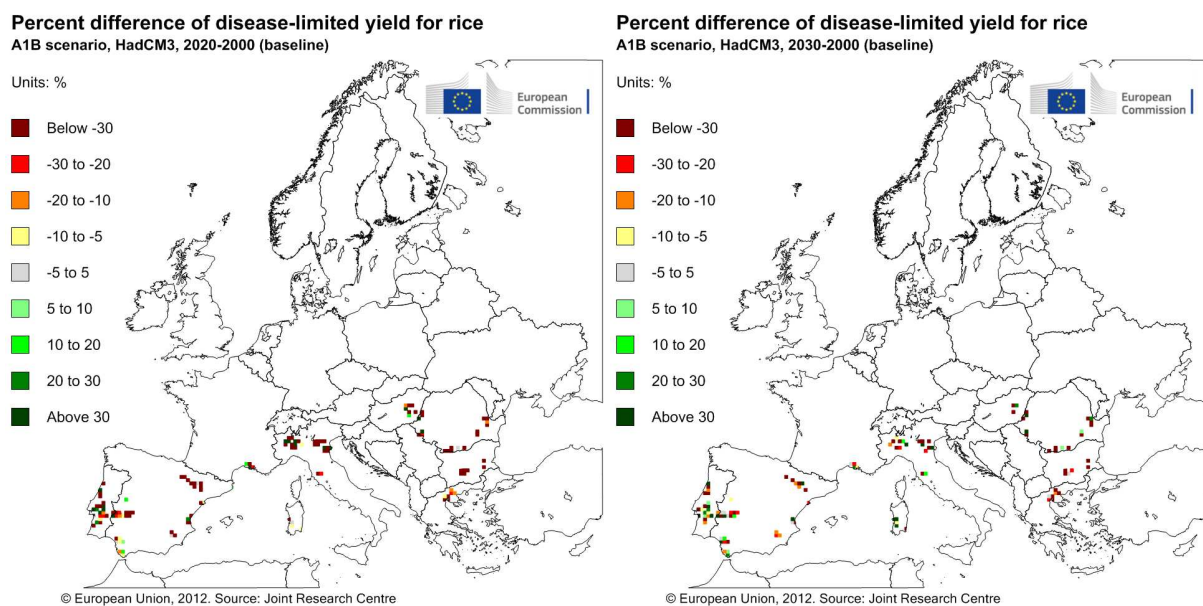 Percent difference of disease-limited yield for rice
A1B scenario, HadCM3, 2020-2000 (baseline)
Units: %
Below -30
-30 to -20
-20 to -10
-10 to -5
-5 to 5
5 to 10
10 to 20
20 to 30
Above 30
European
Commission
© European Union, 2012. Source: Joint Research Centre
Percent difference of disease-limited yield for rice
A1B scenario, HadCM3, 2030-2000 (baseline)
Units: %
Below -30
-30 to -20
-20 to -10
-10 to -5
-5 to 5
5 to 10
10 to 20
20 to 30
Above 30
European
Commission
© European Union, 2012. Source: Joint Research Centre